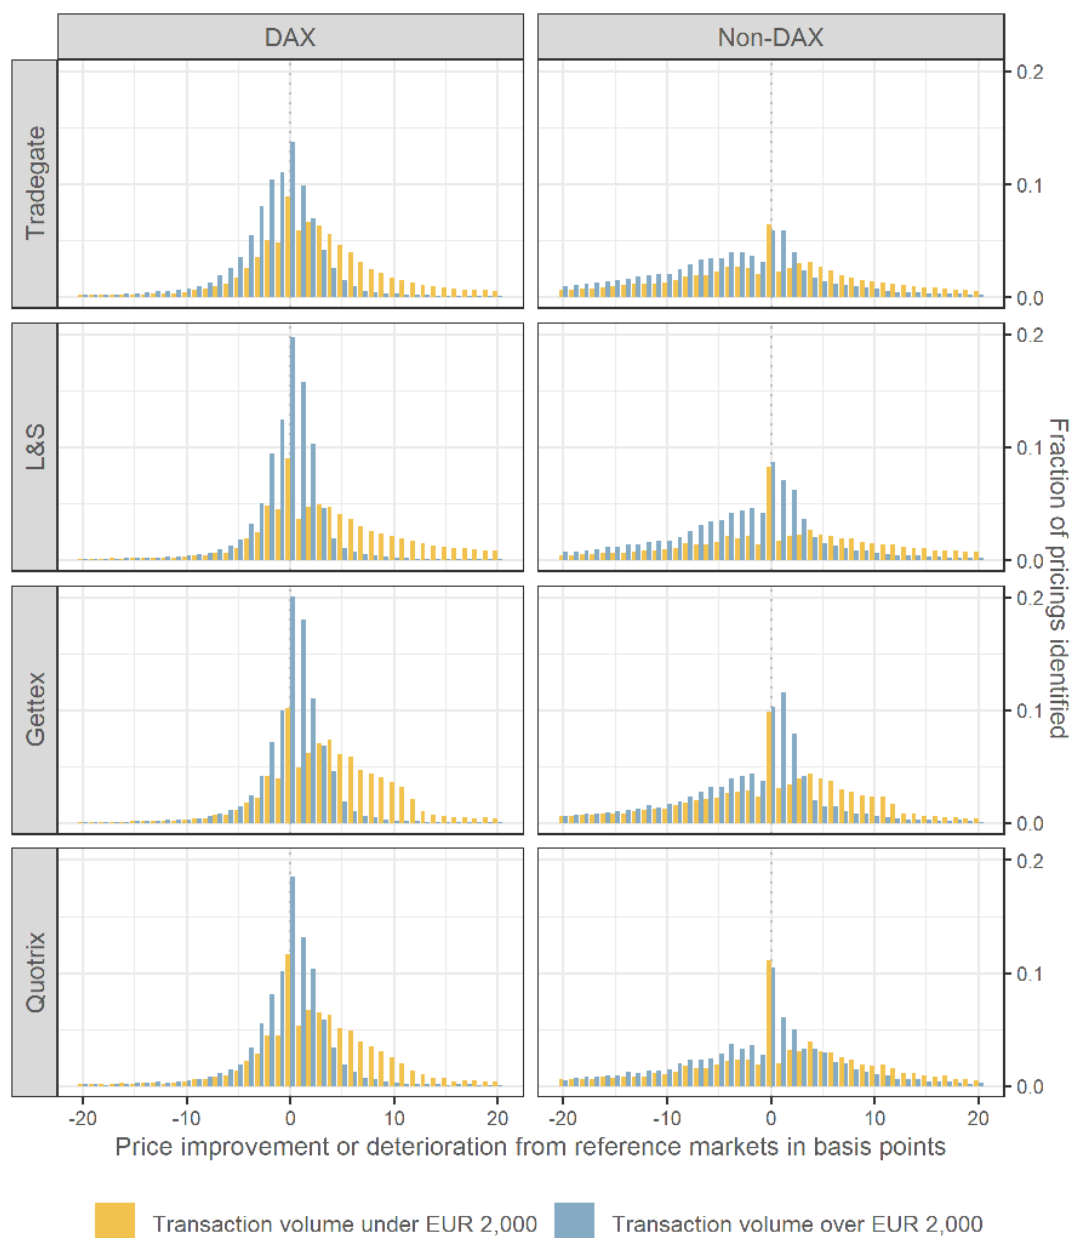 DAX
Non-DAX
Tradegate
0.2
0.1
0.0
L&S
0.2
0.1
0.0
Gettex
0.2
0.1
0.0
Quotrix
0.2
0.1
0.0
Fraction of pricings identified
-20
-10
0
10
20
-20
-10
0
10
20
Price improvement or deterioration from reference markets in basis points
Transaction volume under EUR 2,000
Transaction volume over EUR 2,000